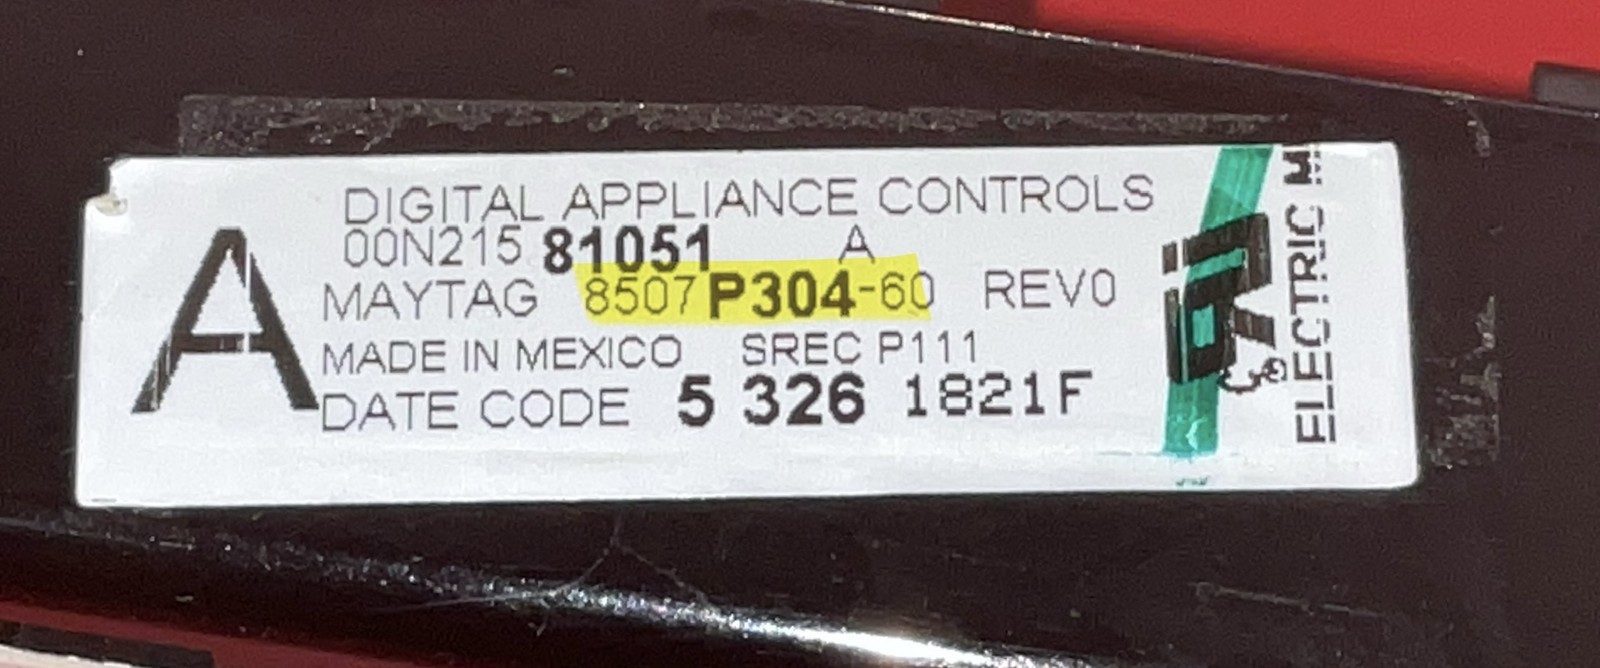 A
DIGITAL APPLIANCE CONTROLS
00N215 81051 A
MAYTAG 8507P304-60 REV0
MADE IN MEXICO SREC P111
DATE CODE 5 326 1821F
ELECTRIC